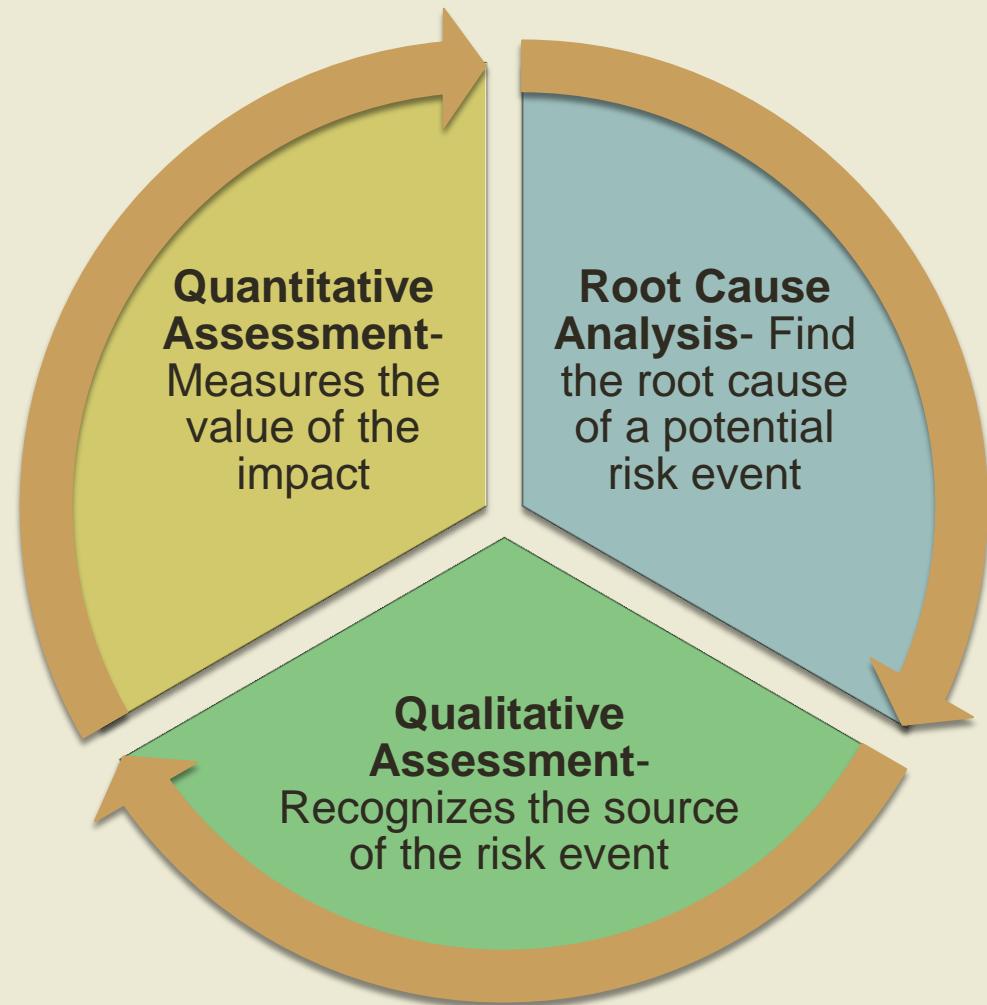 Quantitative
Assessment-
Measures the
value of the
impact
Root Cause
Analysis- Find
the root cause
of a potential
risk event
Qualitative
Assessment-
Recognizes the source
of the risk event